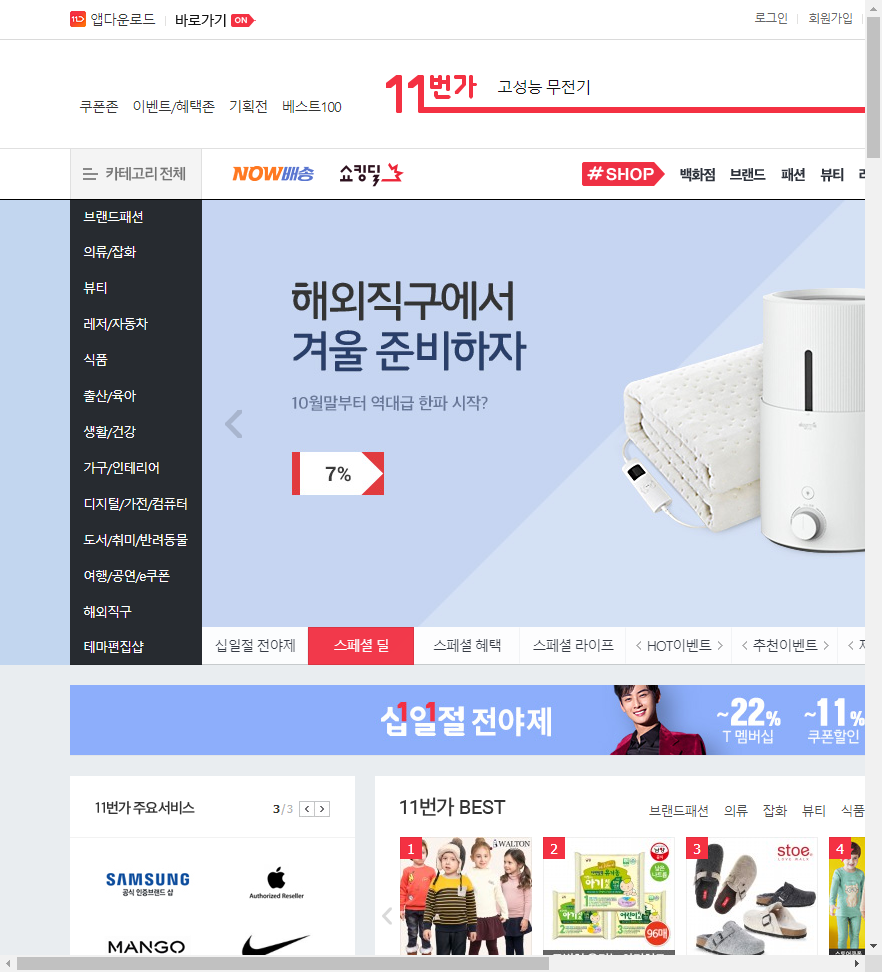 앱다운로드
바로가기 ON
로그인
회원가입
쿠폰존 이벤트/혜택존 기획전 베스트100
11번가
고성능 무전기
카테고리 전체
NOW배송
쇼킹딜
#SHOP
백화점 브랜드 패션 뷰티
브랜드패션
의류/잡화
뷰티
레저/자동차
식품
출산/육아
생활/건강
가구/인테리어
디지털/가전/컴퓨터
도서/취미/반려동물
여행/공연/e쿠폰
해외직구
테마편집샵
해외직구에서
겨울 준비하자
10월말부터 역대급 한파 시작?
7%
십일절 전야제
스페셜 딜
스페셜 혜택
스페셜 라이프
HOT이벤트
추천이벤트
십일절 전야제
~22%
T 멤버십
~11%
쿠폰할인
11번가 주요서비스
3/3
SAMSUNG
공식 인증브랜드 샵
Authorized Reseller
MANGO
11번가 BEST
브랜드패션 의류 잡화 뷰티 식품
1
WALTON
2
96매
3
stoe
4